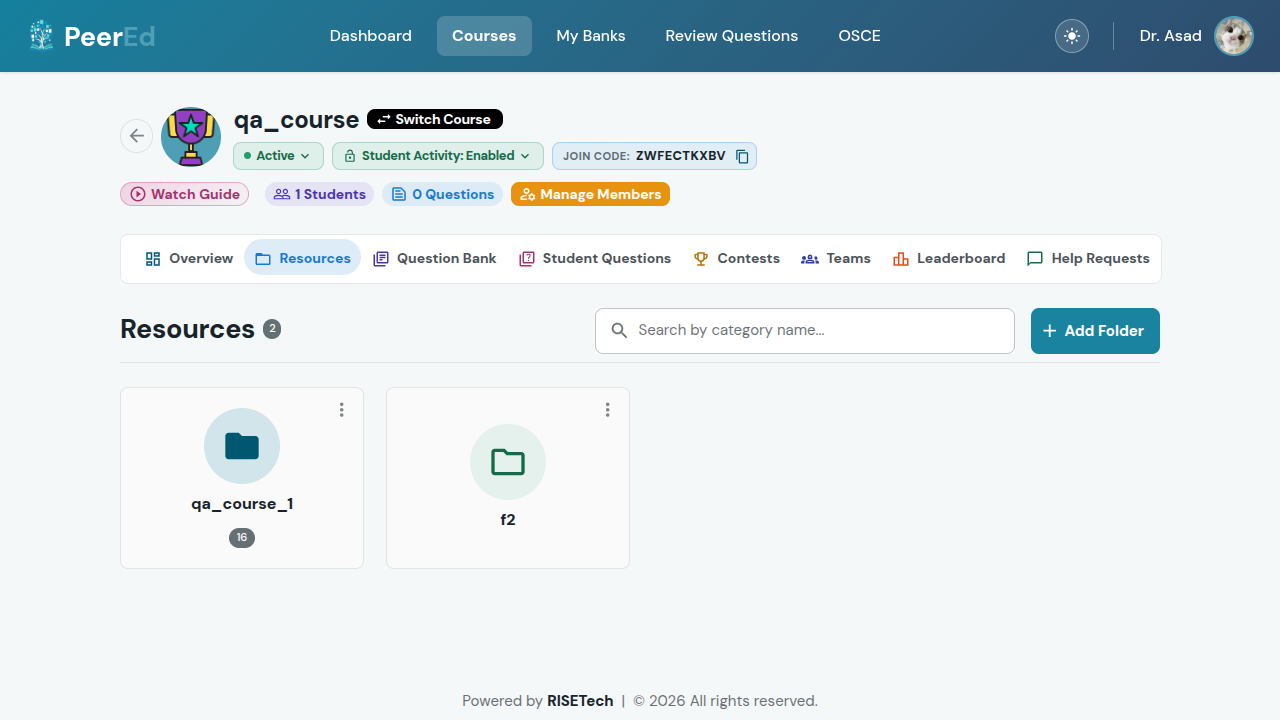 PeerEd
Dashboard
Courses
My Banks
Review Questions
OSCE
Dr. Asad
qa_course
Switch Course
Active
Student Activity: Enabled
JOIN CODE: ZWFECTKXBV
Watch Guide
1 Students
0 Questions
Manage Members
Overview
Resources
Question Bank
Student Questions
Contests
Teams
Leaderboard
Help Requests
Resources 2
Search by category name...
Add Folder
qa_course_1
16
f2
Powered by RISETech | © 2026 All rights reserved.